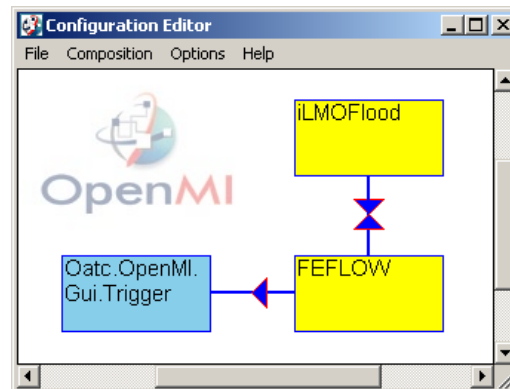 Configuration Editor
File Composition Options Help
iLMOFlood
OpenMI
Oatc.OpenMI.
Gui.Trigger
FEFLOW